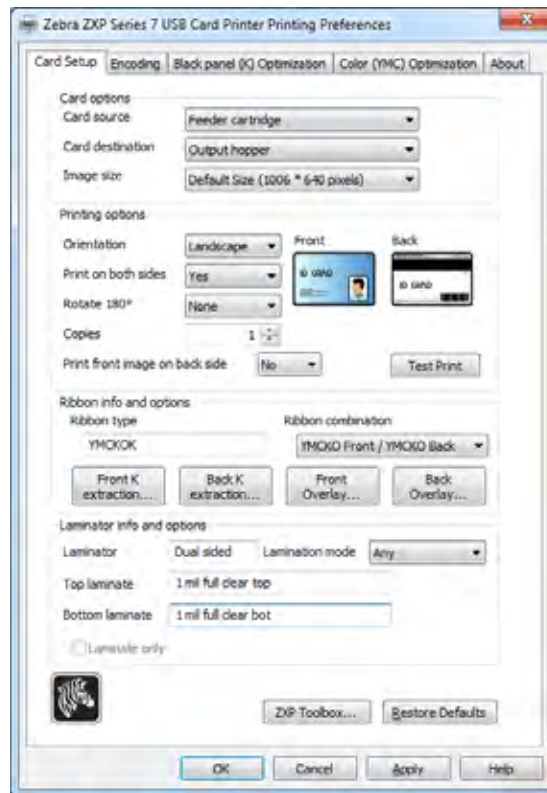 Zebra ZXP Series 7 USB Card Printer Printing Preferences
Card Setup Encoding Black panel (K) Optimization Color (YMC) Optimization About
Card options
Card source Feeder cartridge
Card destination Output hopper
Image size Default Size (1006 * 640 pixels)
Printing options
Orientation Landscape Front Back
Print on both sides Yes ID CARD ID CARD
Rotate 180° None
Copies 1
Print front image on back side No Test Print
Ribbon info and options
Ribbon type Ribbon combination
YMCKOK YMCKO Front / YMCKO Back
Front K extraction... Back K extraction... Front Overlay... Back Overlay...
Laminator info and options
Laminator Dual sided Lamination mode Any
Top laminate 1 mil full clear top
Bottom laminate 1 mil full clear bot
Laminate only
ZXP Toolbox... Restore Defaults
OK Cancel Apply Help